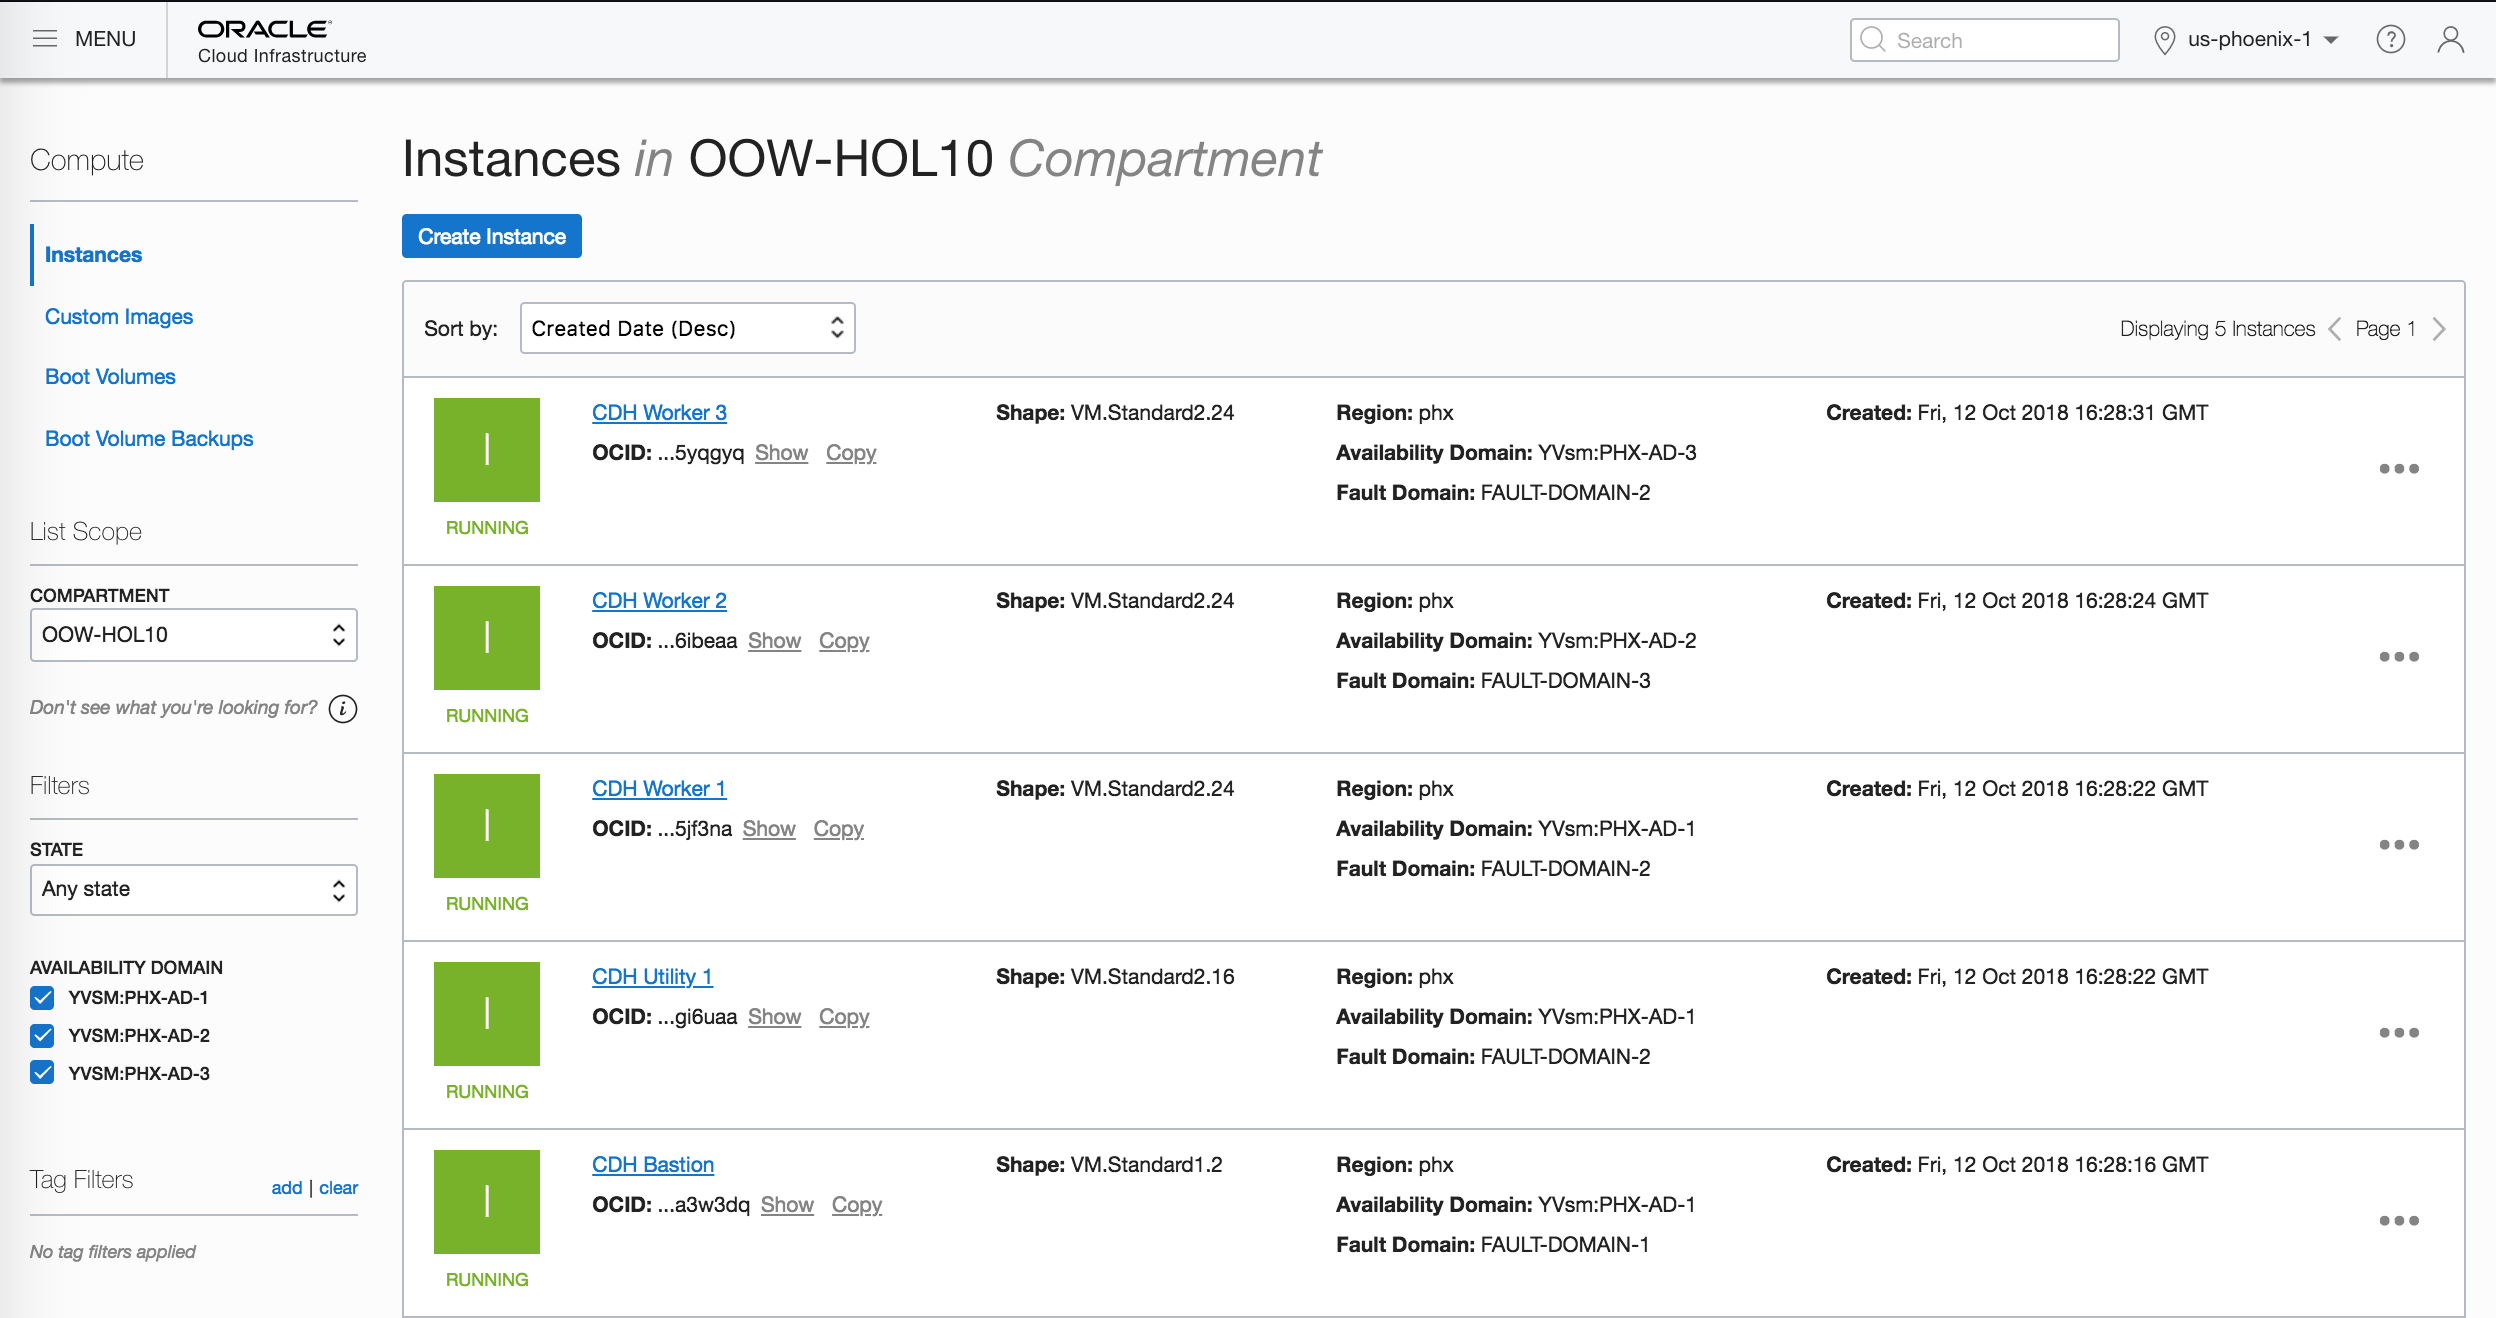 MENU
ORACLE
Cloud Infrastructure
Search
us-phoenix-1
?
Compute
Instances
Custom Images
Boot Volumes
Boot Volume Backups
List Scope
COMPARTMENT
OOW-HOL10
Don't see what you're looking for? i
Filters
STATE
Any state
AVAILABILITY DOMAIN
YVSM:PHX-AD-1
YVSM:PHX-AD-2
YVSM:PHX-AD-3
Tag Filters add | clear
No tag filters applied
Instances in OOW-HOL10 Compartment
Create Instance
Sort by: Created Date (Desc) Displaying 5 Instances Page 1
I
RUNNING
CDH Worker 3
OCID: ...5yqgyq Show Copy
Shape: VM.Standard2.24
Region: phx
Availability Domain: YVsm:PHX-AD-3
Fault Domain: FAULT-DOMAIN-2
Created: Fri, 12 Oct 2018 16:28:31 GMT
I
RUNNING
CDH Worker 2
OCID: ...6ibeaa Show Copy
Shape: VM.Standard2.24
Region: phx
Availability Domain: YVsm:PHX-AD-2
Fault Domain: FAULT-DOMAIN-3
Created: Fri, 12 Oct 2018 16:28:24 GMT
I
RUNNING
CDH Worker 1
OCID: ...5jf3na Show Copy
Shape: VM.Standard2.24
Region: phx
Availability Domain: YVsm:PHX-AD-1
Fault Domain: FAULT-DOMAIN-2
Created: Fri, 12 Oct 2018 16:28:22 GMT
I
RUNNING
CDH Utility 1
OCID: ...gi6uaa Show Copy
Shape: VM.Standard2.16
Region: phx
Availability Domain: YVsm:PHX-AD-1
Fault Domain: FAULT-DOMAIN-2
Created: Fri, 12 Oct 2018 16:28:22 GMT
I
RUNNING
CDH Bastion
OCID: ...a3w3dq Show Copy
Shape: VM.Standard1.2
Region: phx
Availability Domain: YVsm:PHX-AD-1
Fault Domain: FAULT-DOMAIN-1
Created: Fri, 12 Oct 2018 16:28:16 GMT